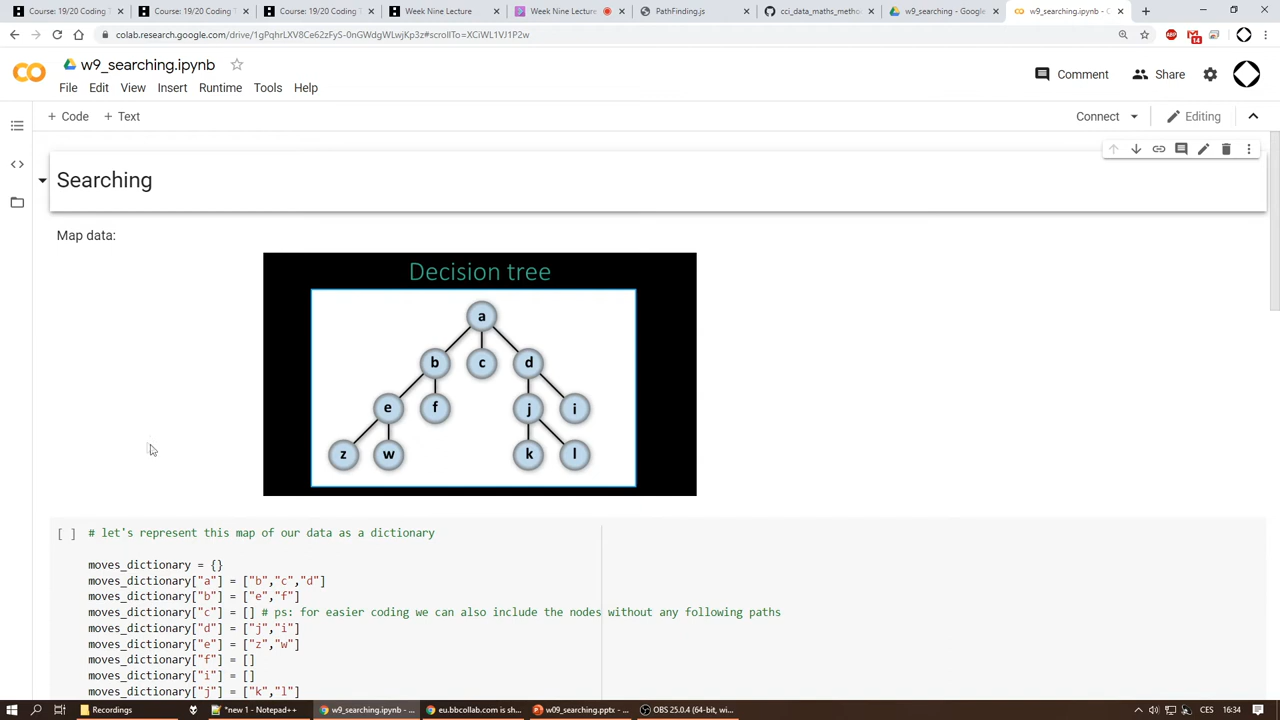 Course: 19/20 Coding T
Course: 19/20 Coding T
Course: 19/20 Coding T
Week Nine Lecture
Week Nine Lecture
PathFinding.js
cci_data_maths_metho
w9_searching - Google
w9_searching.ipynb - C
colab.research.google.com/drive/1gPqhrLXV8Ce62zFyS-0nGWdgWLwjKp3z#scrollTo=XCiWL1VJ1P2w
ABP
14
w9_searching.ipynb
File Edit View Insert Runtime Tools Help
Comment
Share
+ Code + Text
Connect
Editing
Searching
Map data:
Decision tree
a
b c d
e f j i
z w k l
[ ] # let's represent this map of our data as a dictionary
moves_dictionary = {}
moves_dictionary["a"] = ["b","c","d"]
moves_dictionary["b"] = ["e","f"]
moves_dictionary["c"] = [] # ps: for easier coding we can also include the nodes without any following paths
moves_dictionary["d"] = ["j","i"]
moves_dictionary["e"] = ["z","w"]
moves_dictionary["f"] = []
moves_dictionary["i"] = []
moves_dictionary["j"] = ["k","l"]
Recordings
*new 1 - Notepad++
w9_searching.ipynb - ...
eu.bbcollab.com is sh...
w09_searching.pptx - ...
OBS 25.0.4 (64-bit, wi...
CES
16:34